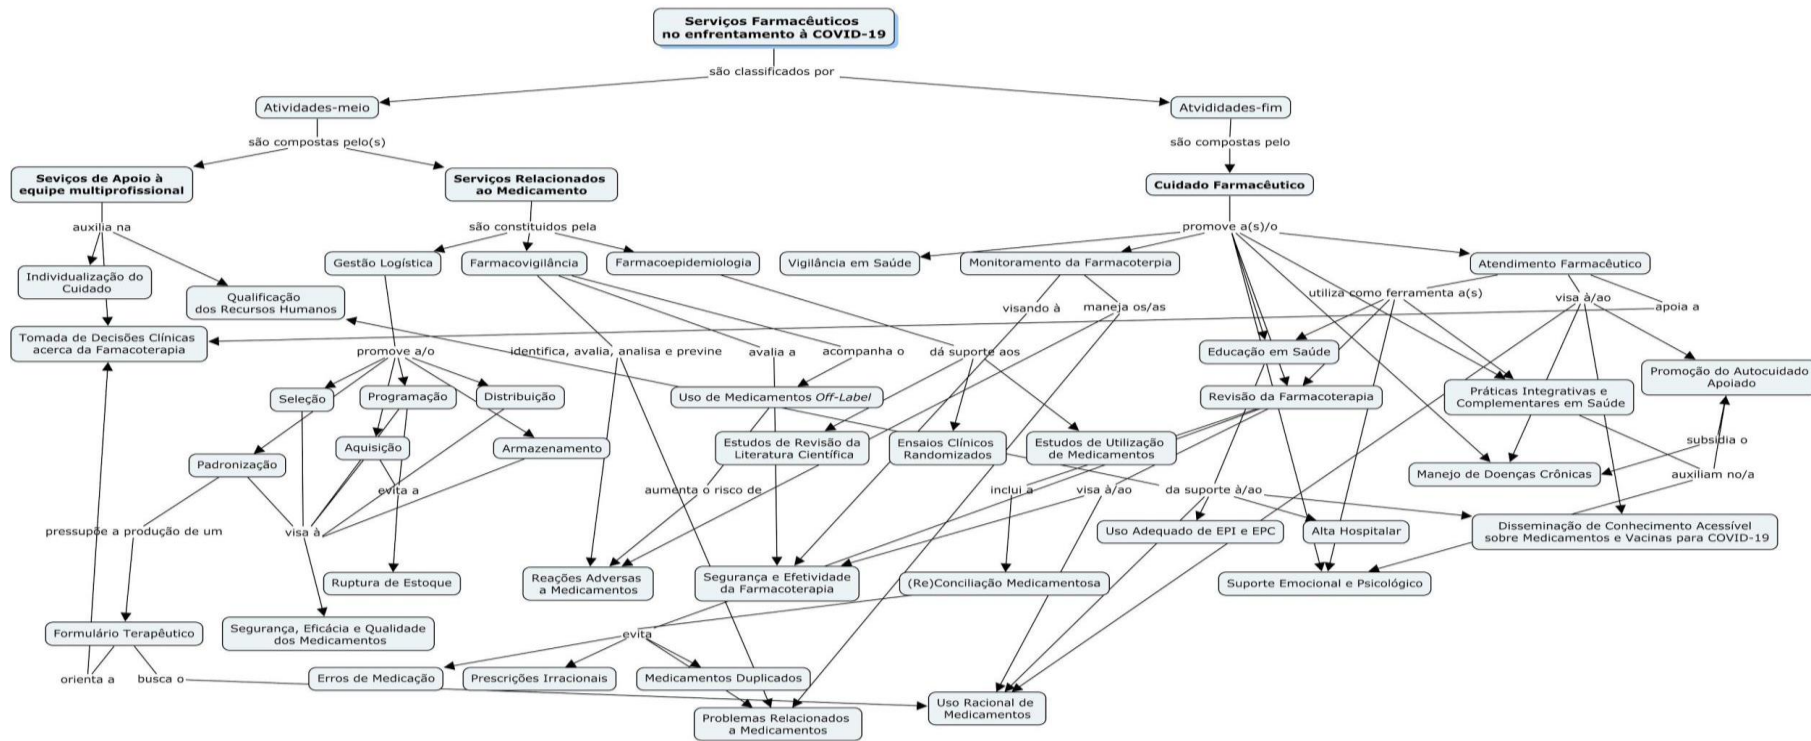 Serviços Farmacêuticos
no enfrentamento à COVID-19
são classificados por
Atividades-meio
Atvididades-fim
são compostas pelo(s)
são compostas pelo
Seviços de Apoio à
equipe multiprofissional
Serviços Relacionados
ao Medicamento
Cuidado Farmacêutico
auxilia na
são constituidos pela
promove a(s)/o
Individualização do
Cuidado
Qualificação
dos Recursos Humanos
Gestão Logística
Farmacovigilância
Farmacoepidemiologia
Vigilância em Saúde
Monitoramento da Farmacoterpia
Atendimento Farmacêutico
utiliza como ferramenta a(s)
visa à/ao
apoia a
visando à
maneja os/as
Tomada de Decisões Clínicas
acerca da Famacoterapia
promove a/o
identifica, avalia, analisa e previne
avalia a
acompanha o
dá suporte aos
Educação em Saúde
Promoção do Autocuidado
Apoiado
Seleção
Programação
Distribuição
Uso de Medicamentos Off-Label
Revisão da Farmacoterapia
Práticas Integrativas e
Complementares em Saúde
Padronização
Aquisição
Armazenamento
Estudos de Revisão da
Literatura Científica
Ensaios Clínicos
Randomizados
Estudos de Utilização
de Medicamentos
subsidia o
Manejo de Doenças Crônicas
auxiliam no/a
evita a
aumenta o risco de
inclui a
visa à/ao
da suporte à/ao
pressupõe a produção de um
visa à
Uso Adequado de EPI e EPC
Alta Hospitalar
Disseminação de Conhecimento Acessível
sobre Medicamentos e Vacinas para COVID-19
Ruptura de Estoque
Reações Adversas
a Medicamentos
Segurança e Efetividade
da Farmacoterapia
(Re)Conciliação Medicamentosa
Suporte Emocional e Psicológico
Formulário Terapêutico
Segurança, Eficácia e Qualidade
dos Medicamentos
evita
orienta a
busca o
Erros de Medicação
Prescrições Irracionais
Medicamentos Duplicados
Problemas Relacionados
a Medicamentos
Uso Racional de
Medicamentos